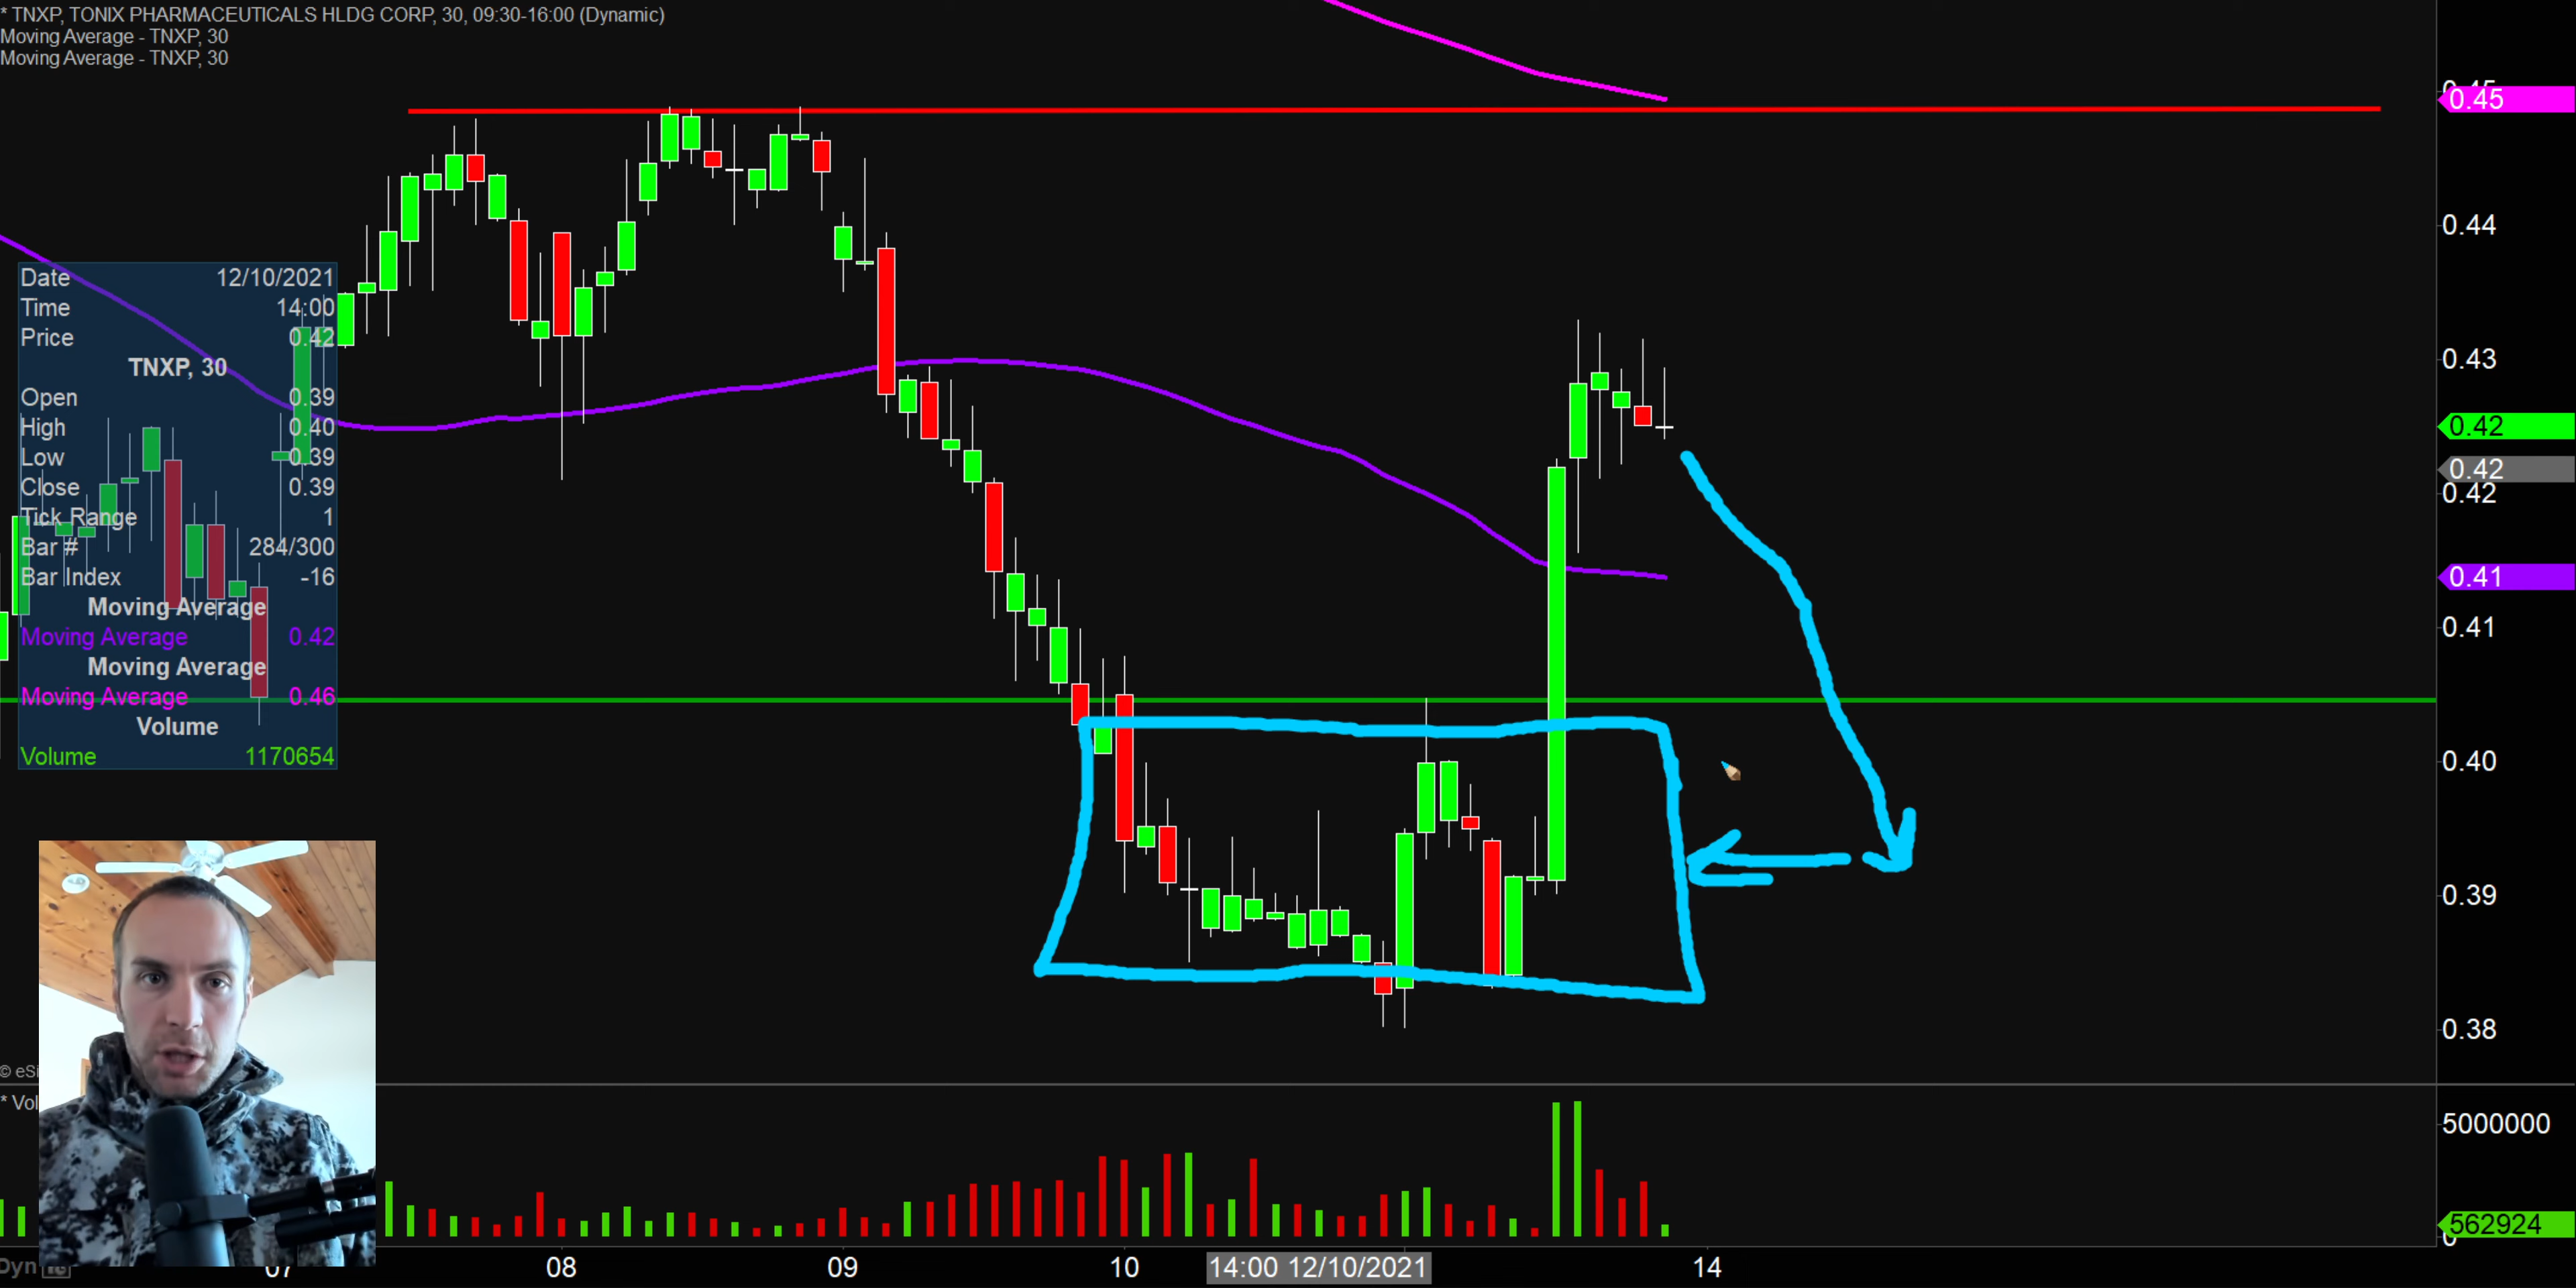 * TNXP, TONIX PHARMACEUTICALS HLDG CORP, 30, 09:30-16:00 (Dynamic)
Moving Average - TNXP, 30
Moving Average - TNXP, 30
Date 12/10/2021
Time 14:00
Price 0.42
TNXP, 30
Open 0.39
High 0.40
Low 0.39
Close 0.39
Tick Range 1
Bar # 284/300
Bar Index -16
Moving Average
Moving Average 0.42
Moving Average
Moving Average 0.46
Volume
Volume 1170654
0.45
0.44
0.43
0.42
0.42
0.42
0.41
0.41
0.40
0.39
0.38
© eSi
* Vol
5000000
562924
0
Dyn
07
08
09
10
14:00 12/10/2021
14